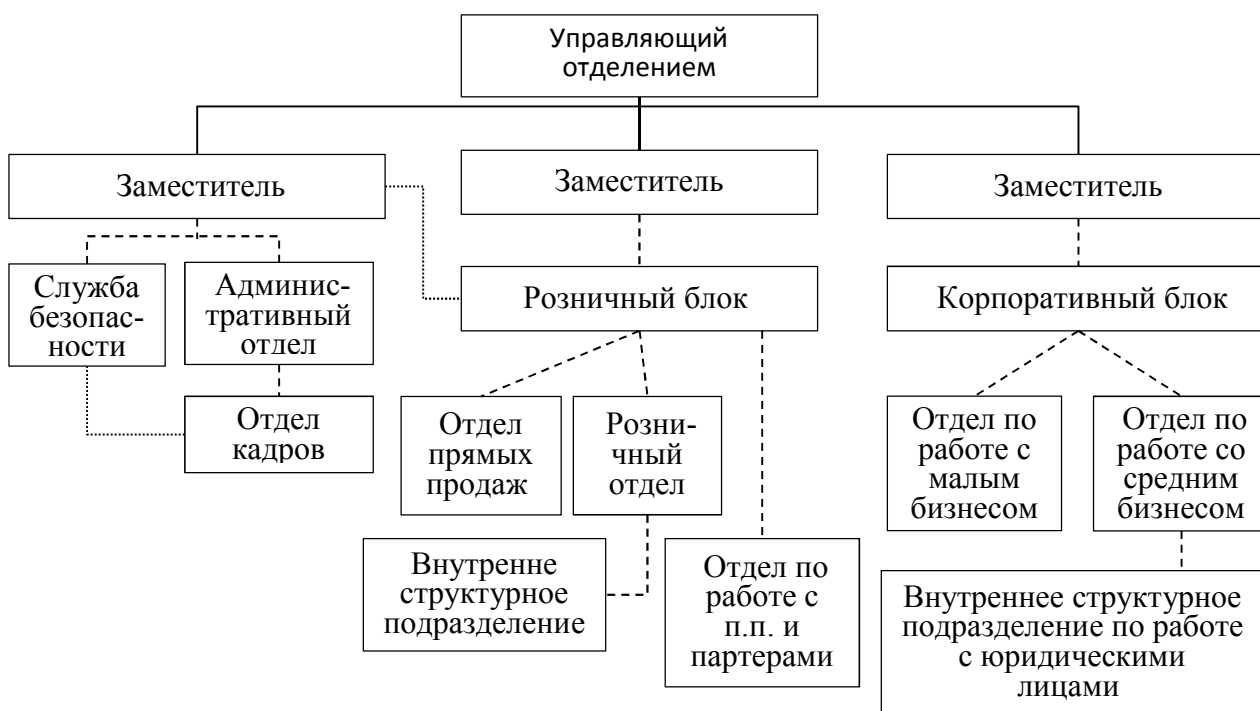 Управляющий
отделением
Заместитель
Заместитель
Заместитель
Служба
безопас-
ности
Админис-
тративный
отдел
Розничный блок
Корпоративный блок
Отдел
кадров
Отдел
прямых
продаж
Розни-
чный
отдел
Отдел по
работе с
малым
бизнесом
Отдел по
работе со
средним
бизнесом
Внутренне
структурное
подразделение
Отдел по
работе с
п.п. и
партерами
Внутреннее структурное
подразделение по работе
с юридическими
лицами